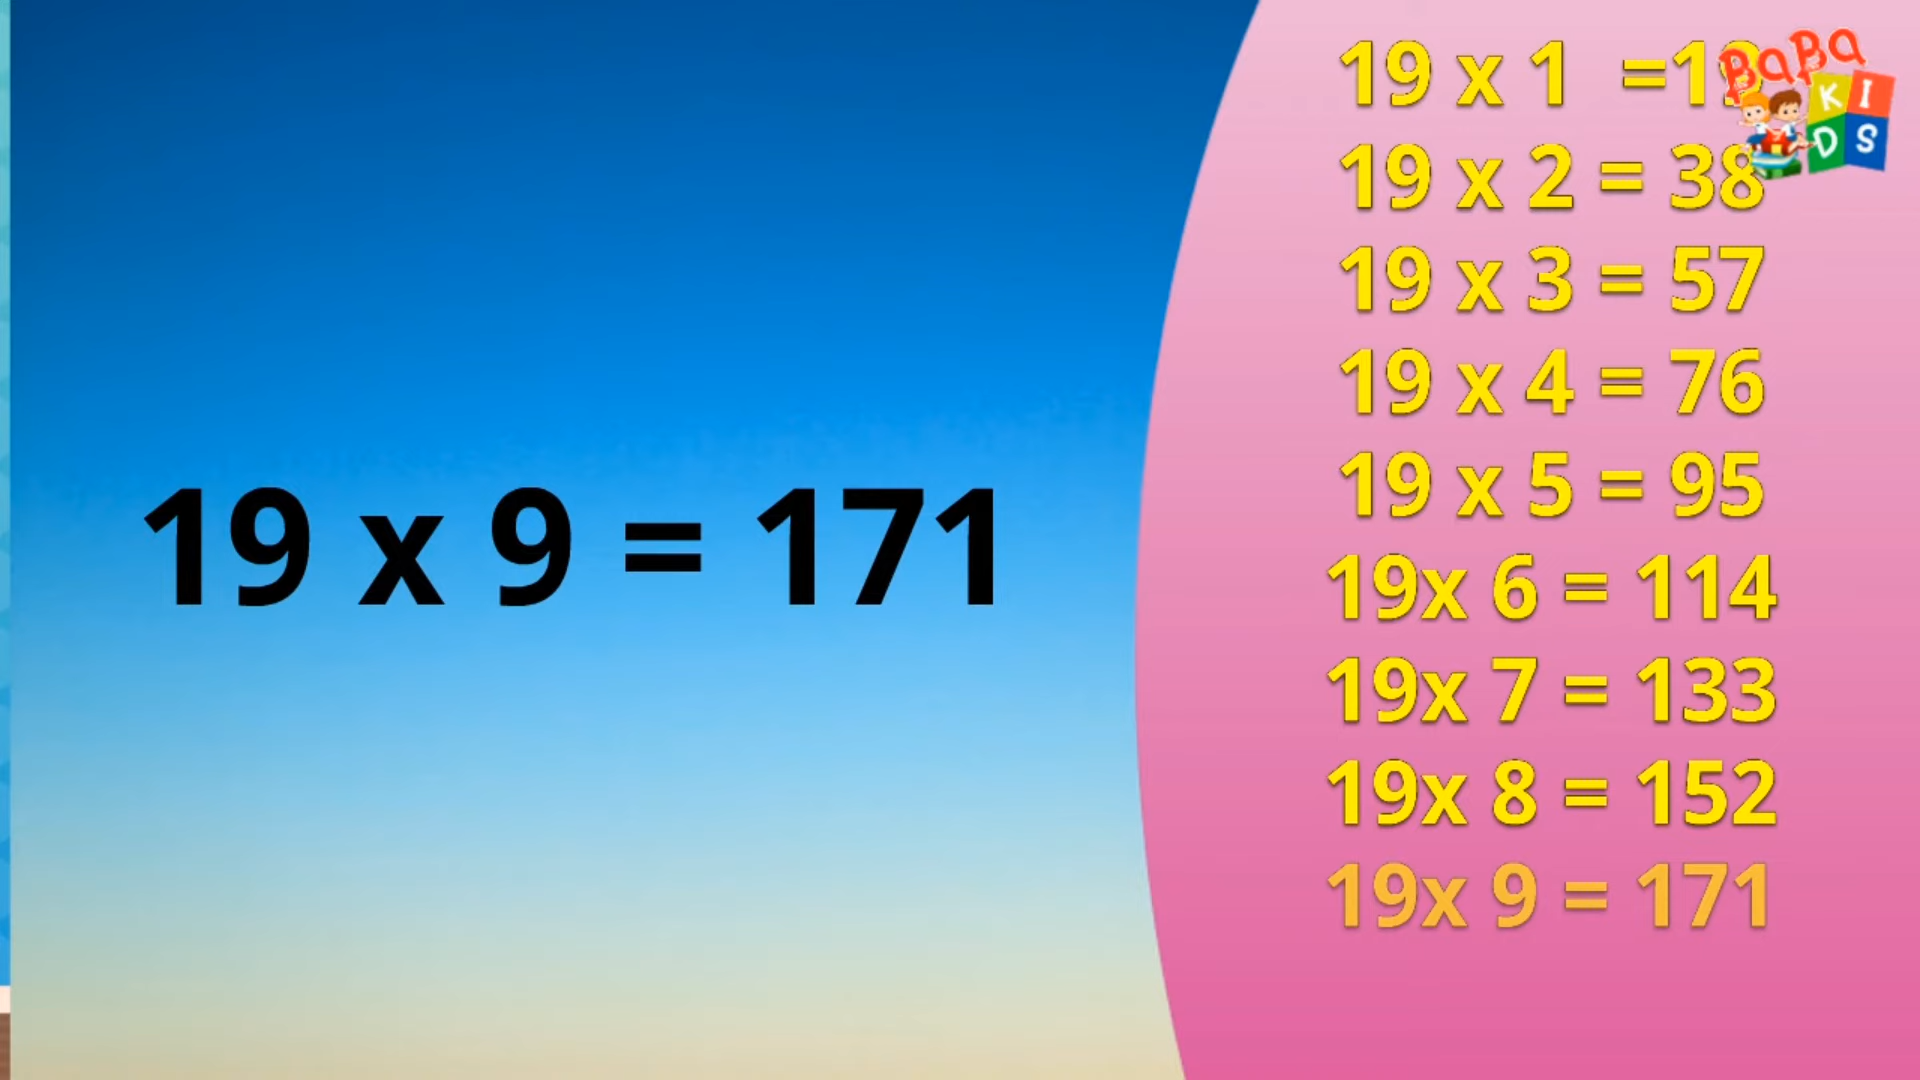 19 x 9 = 171
19 x 1 =19
19 x 2 = 38
19 x 3 = 57
19 x 4 = 76
19 x 5 = 95
19x 6 = 114
19x 7 = 133
19x 8 = 152
19x 9 = 171
BaBa
KIDS